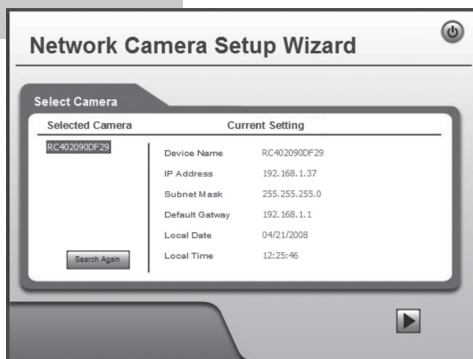 Network Camera Setup Wizard
Select Camera
Selected Camera
Current Setting
RC402090DF29
Device Name RC402090DF29
IP Address 192.168.1.37
Subnet Mask 255.255.255.0
Default Gatway 192.168.1.1
Local Date 04/21/2008
Local Time 12:25:46
Search Again